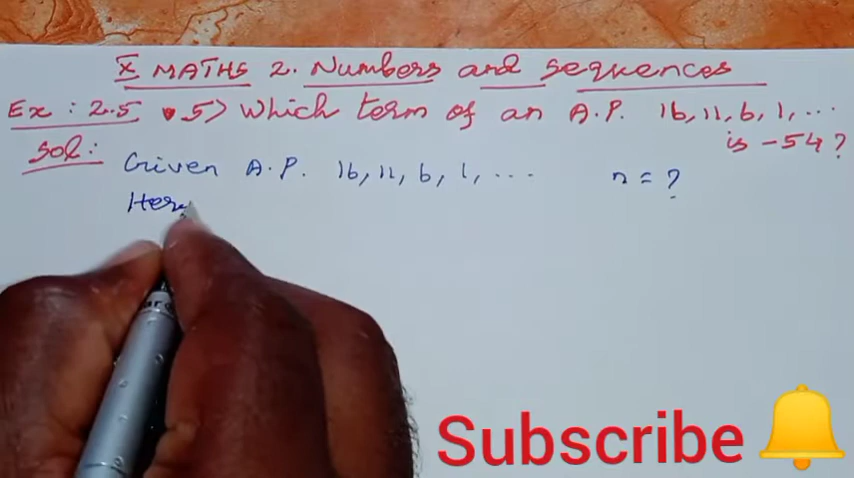 X MATHS 2. Numbers and sequences
Ex: 2.5 5) Which term of an A.P. 16, 11, 6, 1, ...
is -54?
Sol: Given A.P. 16, 11, 6, 1, ... n = ?
Here
Subscribe